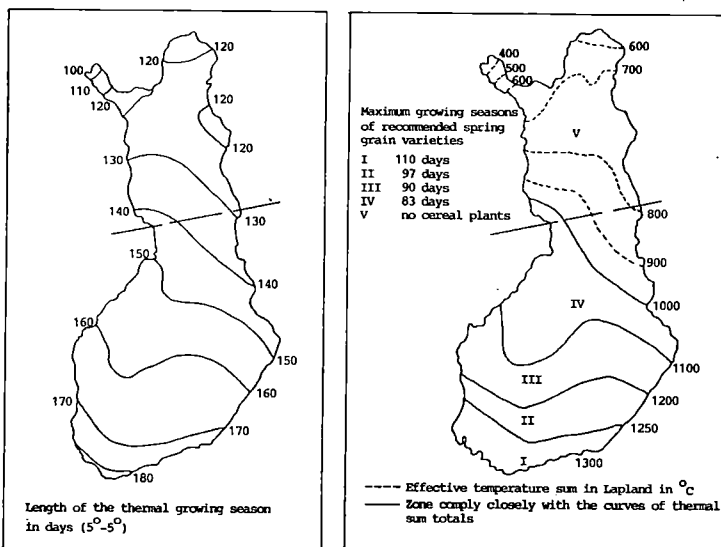 120
120
100
110
120
120
120
130
140
130
150
140
160
150
160
170
170
180
Length of the thermal growing season
in days (5°-5°)
400
500
600
600
700
Maximum growing seasons
of recommended spring
grain varieties
I 110 days
II 97 days
III 90 days
IV 83 days
V no cereal plants
V
800
900
1000
IV
1100
III
1200
II
1250
I
1300
---- Effective temperature sum in Lapland in °C
—— Zone comply closely with the curves of thermal
sum totals